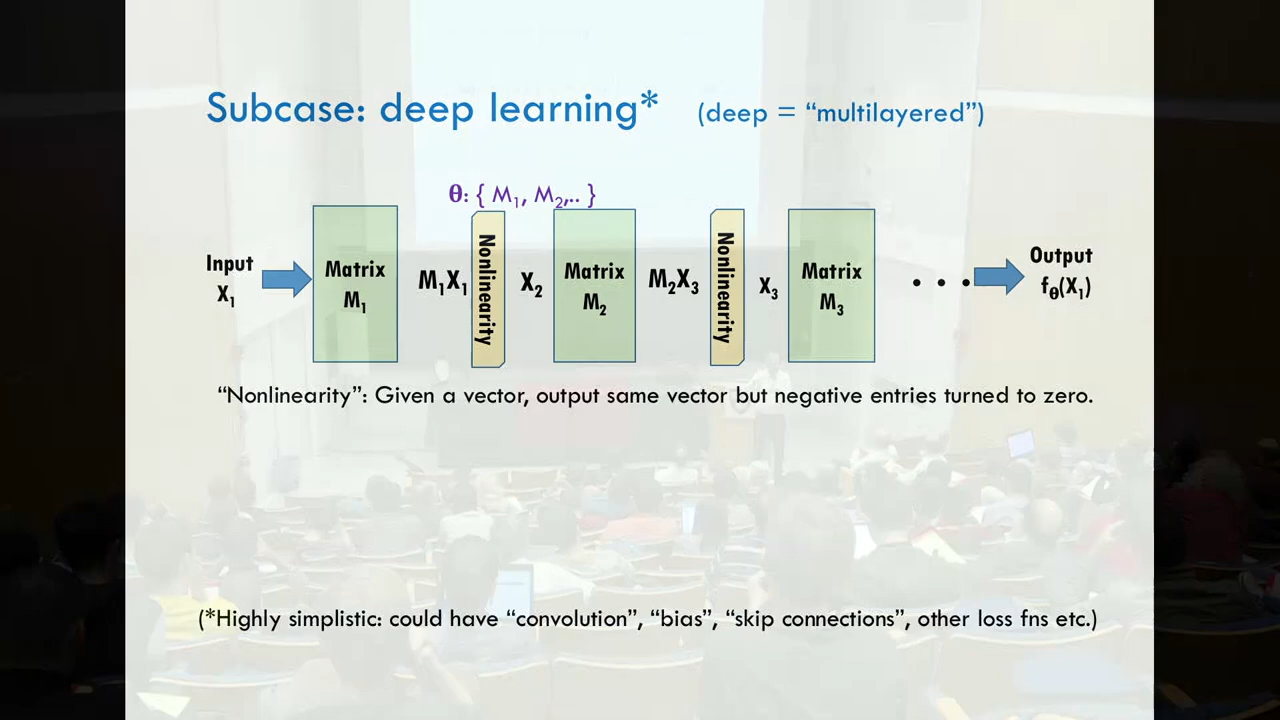 Subcase: deep learning* (deep = “multilayered”)
θ: { M₁, M₂,.. }
Input X₁
Matrix M₁
M₁X₁
Nonlinearity
X₂
Matrix M₂
M₂X₃
Nonlinearity
X₃
Matrix M₃
. . .
Output f_θ(X₁)
“Nonlinearity”: Given a vector, output same vector but negative entries turned to zero.
(*Highly simplistic: could have “convolution”, “bias”, “skip connections”, other loss fns etc.)